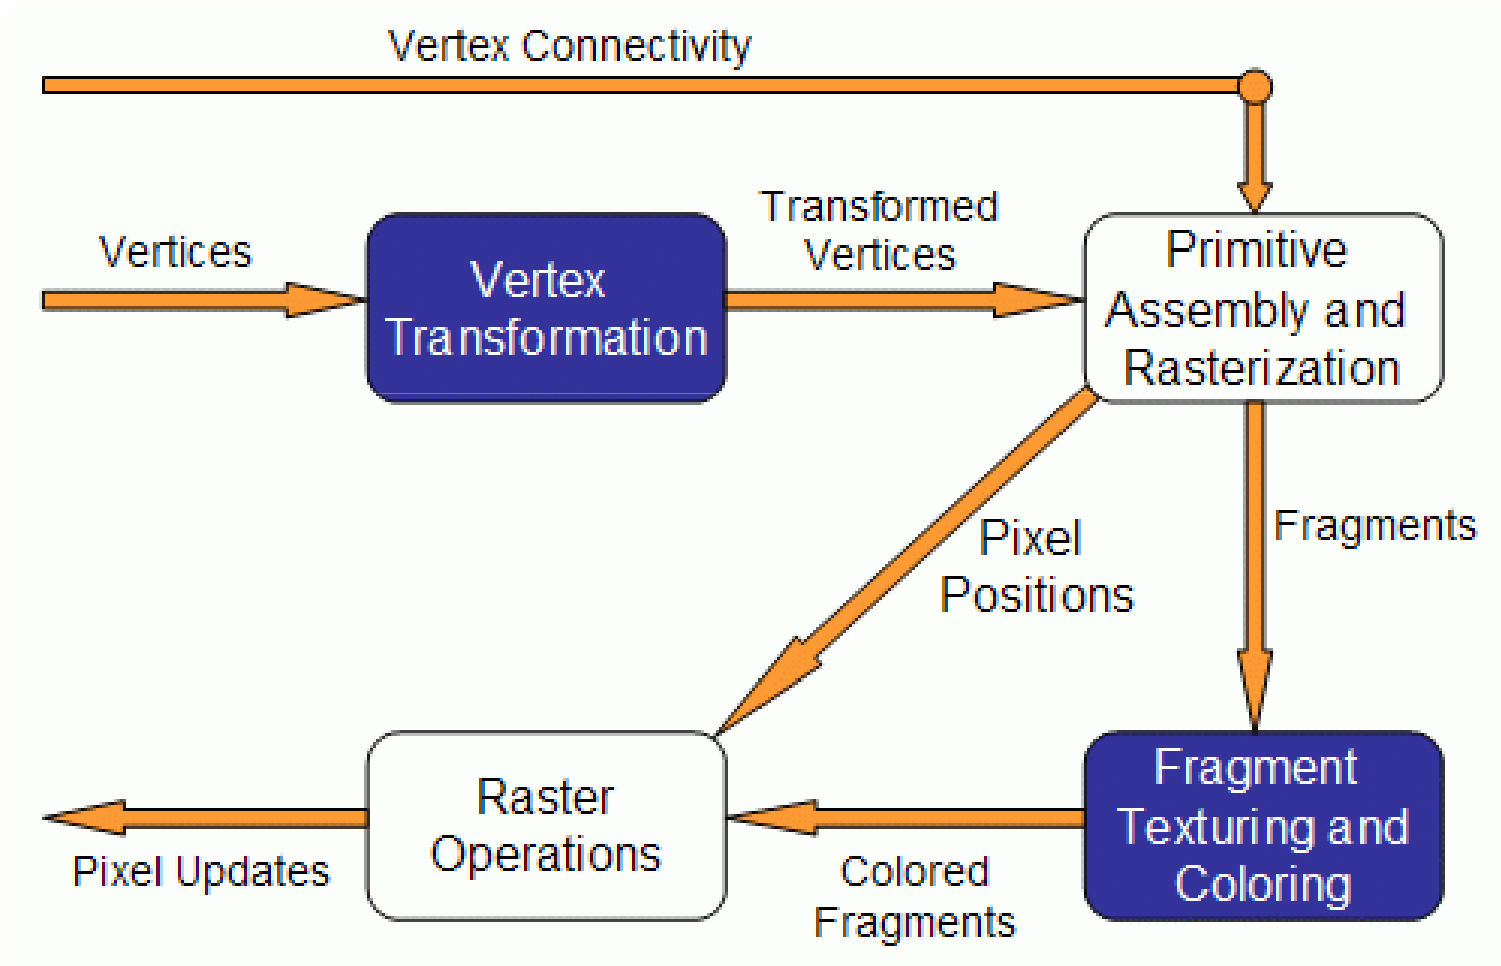 Vertex Connectivity
Vertices
Vertex
Transformation
Transformed
Vertices
Primitive
Assembly and
Rasterization
Pixel
Positions
Fragments
Fragment
Texturing and
Coloring
Colored
Fragments
Raster
Operations
Pixel Updates